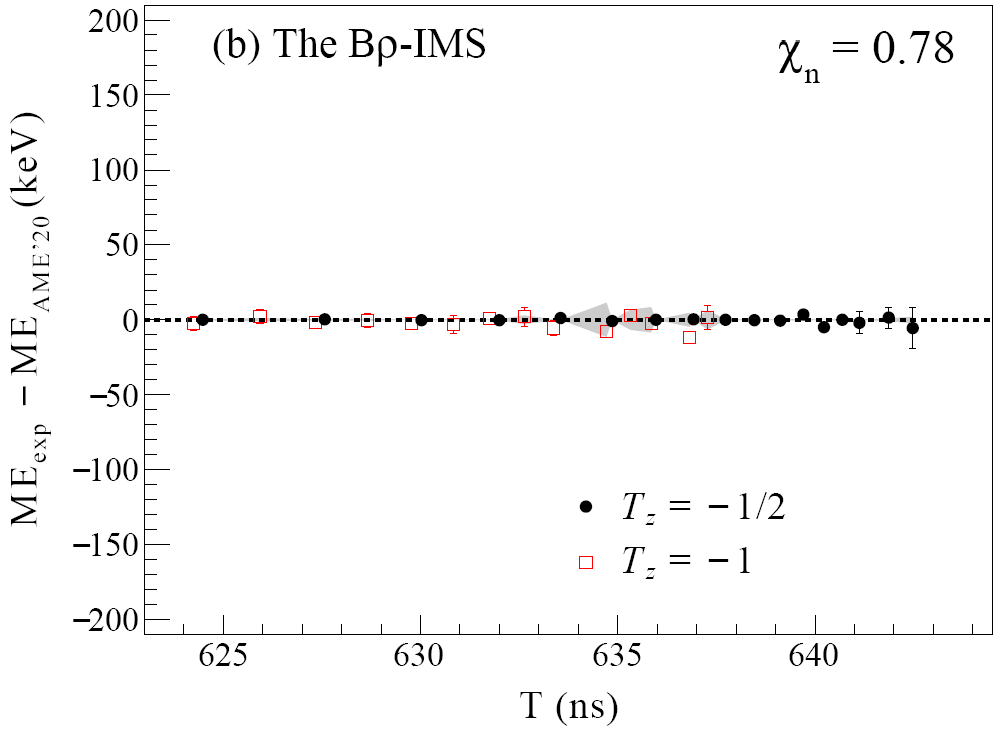 (b) The Bρ-IMS
χn = 0.78
MEexp − MEAME'20 (keV)
200
150
100
50
0
−50
−100
−150
−200
Tz = −1/2
Tz = −1
625 630 635 640
T (ns)